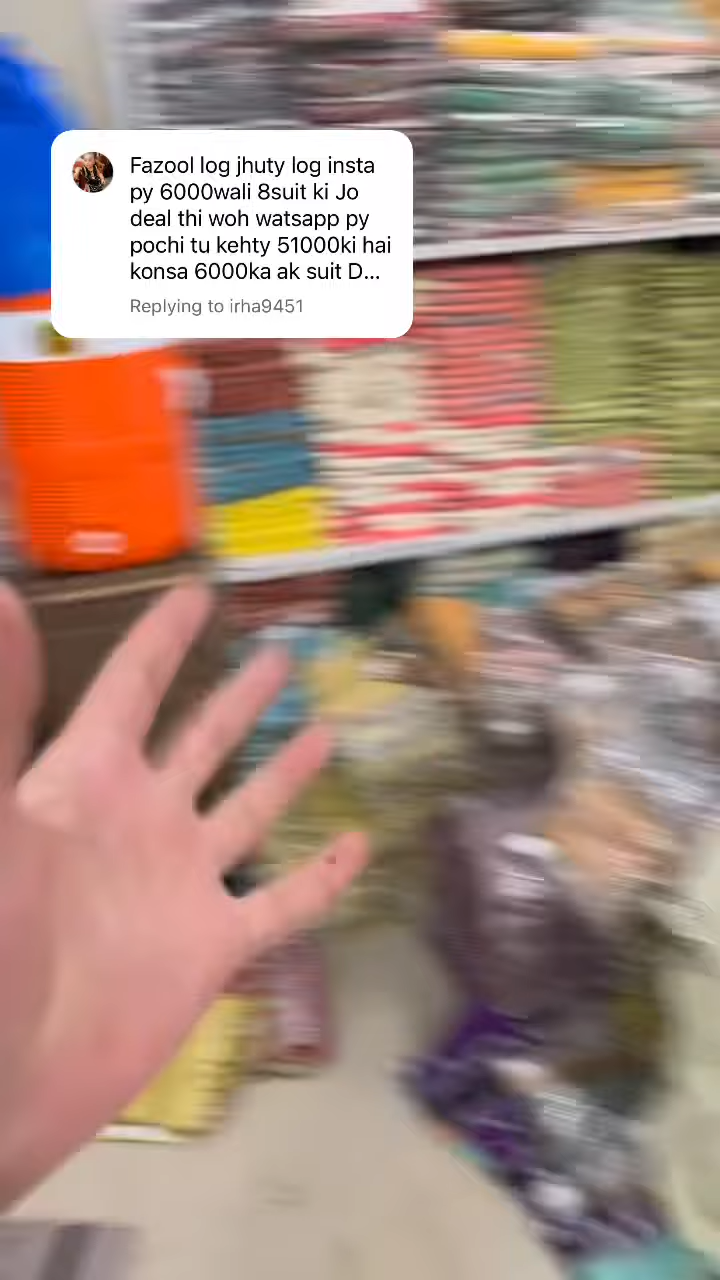 Fazool log jhuty log insta
py 6000wali 8suit ki Jo
deal thi woh watsapp py
pochi tu kehty 51000ki hai
konsa 6000ka ak suit D...
Replying to irha9451